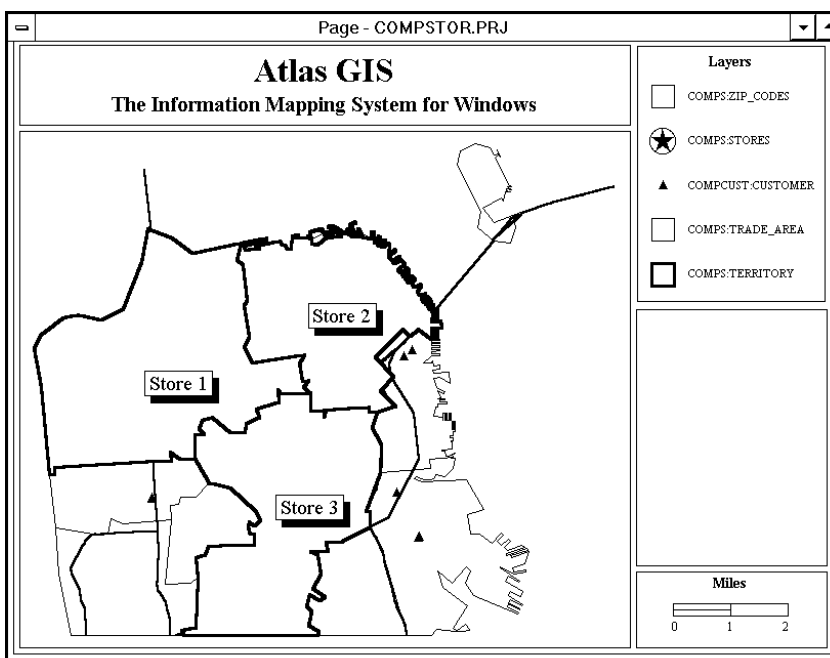 Page - COMPSTOR.PRJ
Atlas GIS
The Information Mapping System for Windows
Layers
COMPS:ZIP_CODES
COMPS:STORES
COMPCUST:CUSTOMER
COMPS:TRADE_AREA
COMPS:TERRITORY
Store 2
Store 1
Store 3
Miles
0 1 2